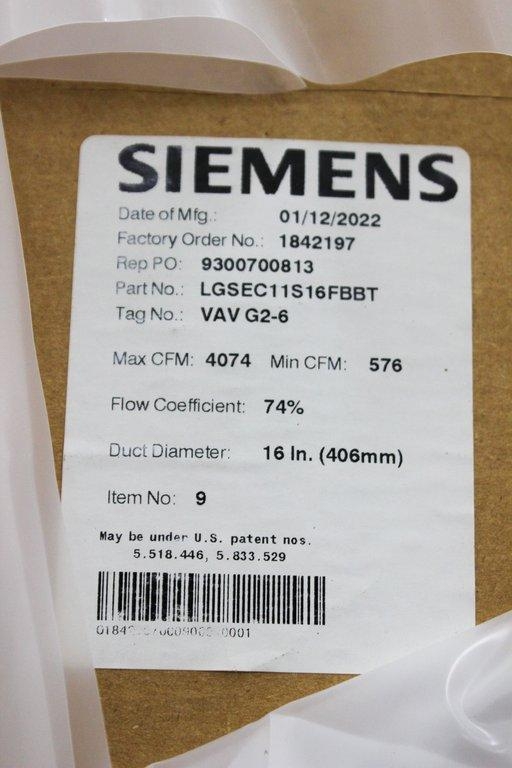 SIEMENS
Date of Mfg.: 01/12/2022
Factory Order No.: 1842197
Rep PO: 9300700813
Part No.: LGSEC11S16FBBT
Tag No.: VAV G2-6
Max CFM: 4074 Min CFM: 576
Flow Coefficient: 74%
Duct Diameter: 16 In. (406mm)
Item No: 9
May be under U.S. patent nos.
5.518.446, 5.833.529